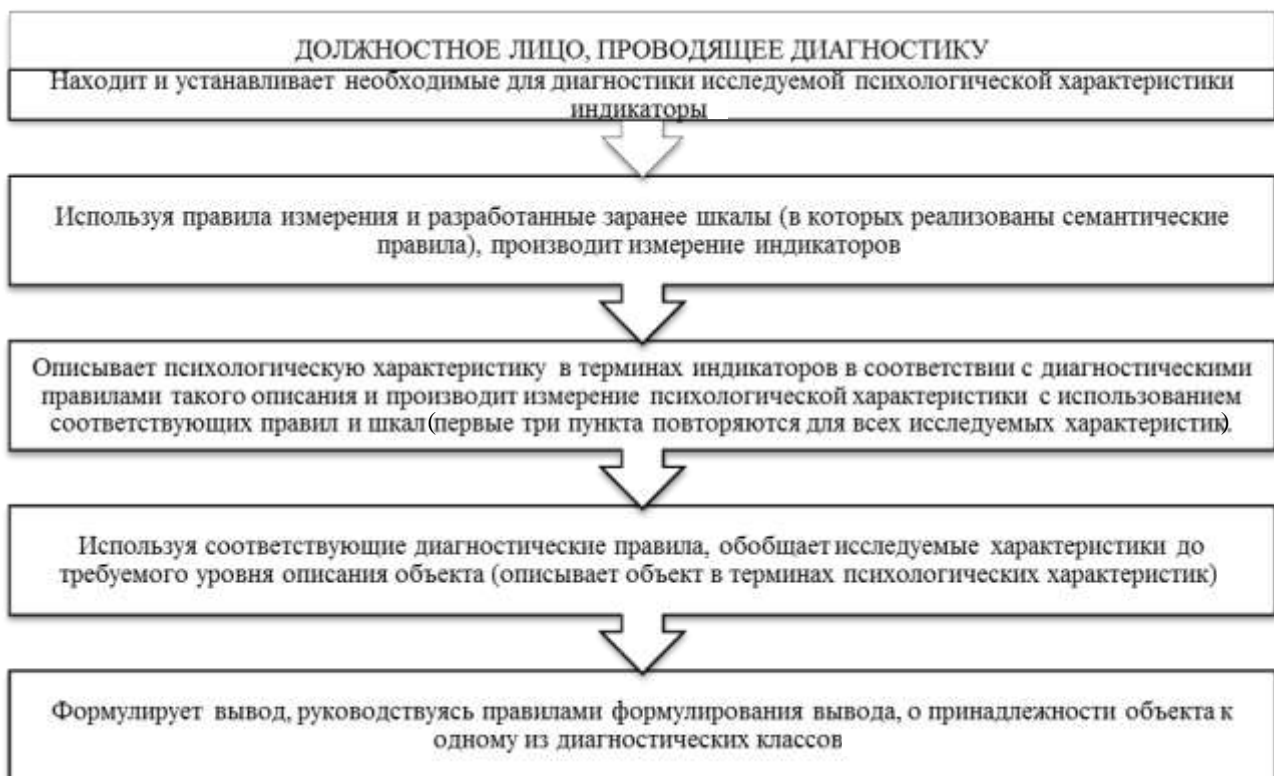 ДОЛЖНОСТНОЕ ЛИЦО, ПРОВОДЯЩЕЕ ДИАГНОСТИКУ
Находит и устанавливает необходимые для диагностики исследуемой психологической характеристики
индикаторы
Используя правила измерения и разработанные заранее шкалы (в которых реализованы семантические
правила), производит измерение индикаторов
Описывает психологическую характеристику в терминах индикаторов в соответствии с диагностическими
правилами такого описания и производит измерение психологической характеристики с использованием
соответствующих правил и шкал (первые три пункта повторяются для всех исследуемых характеристик).
Используя соответствующие диагностические правила, обобщает исследуемые характеристики до
требуемого уровня описания объекта (описывает объект в терминах психологических характеристик)
Формулирует вывод, руководствуясь правилами формулирования вывода, о принадлежности объекта к
одному из диагностических классов